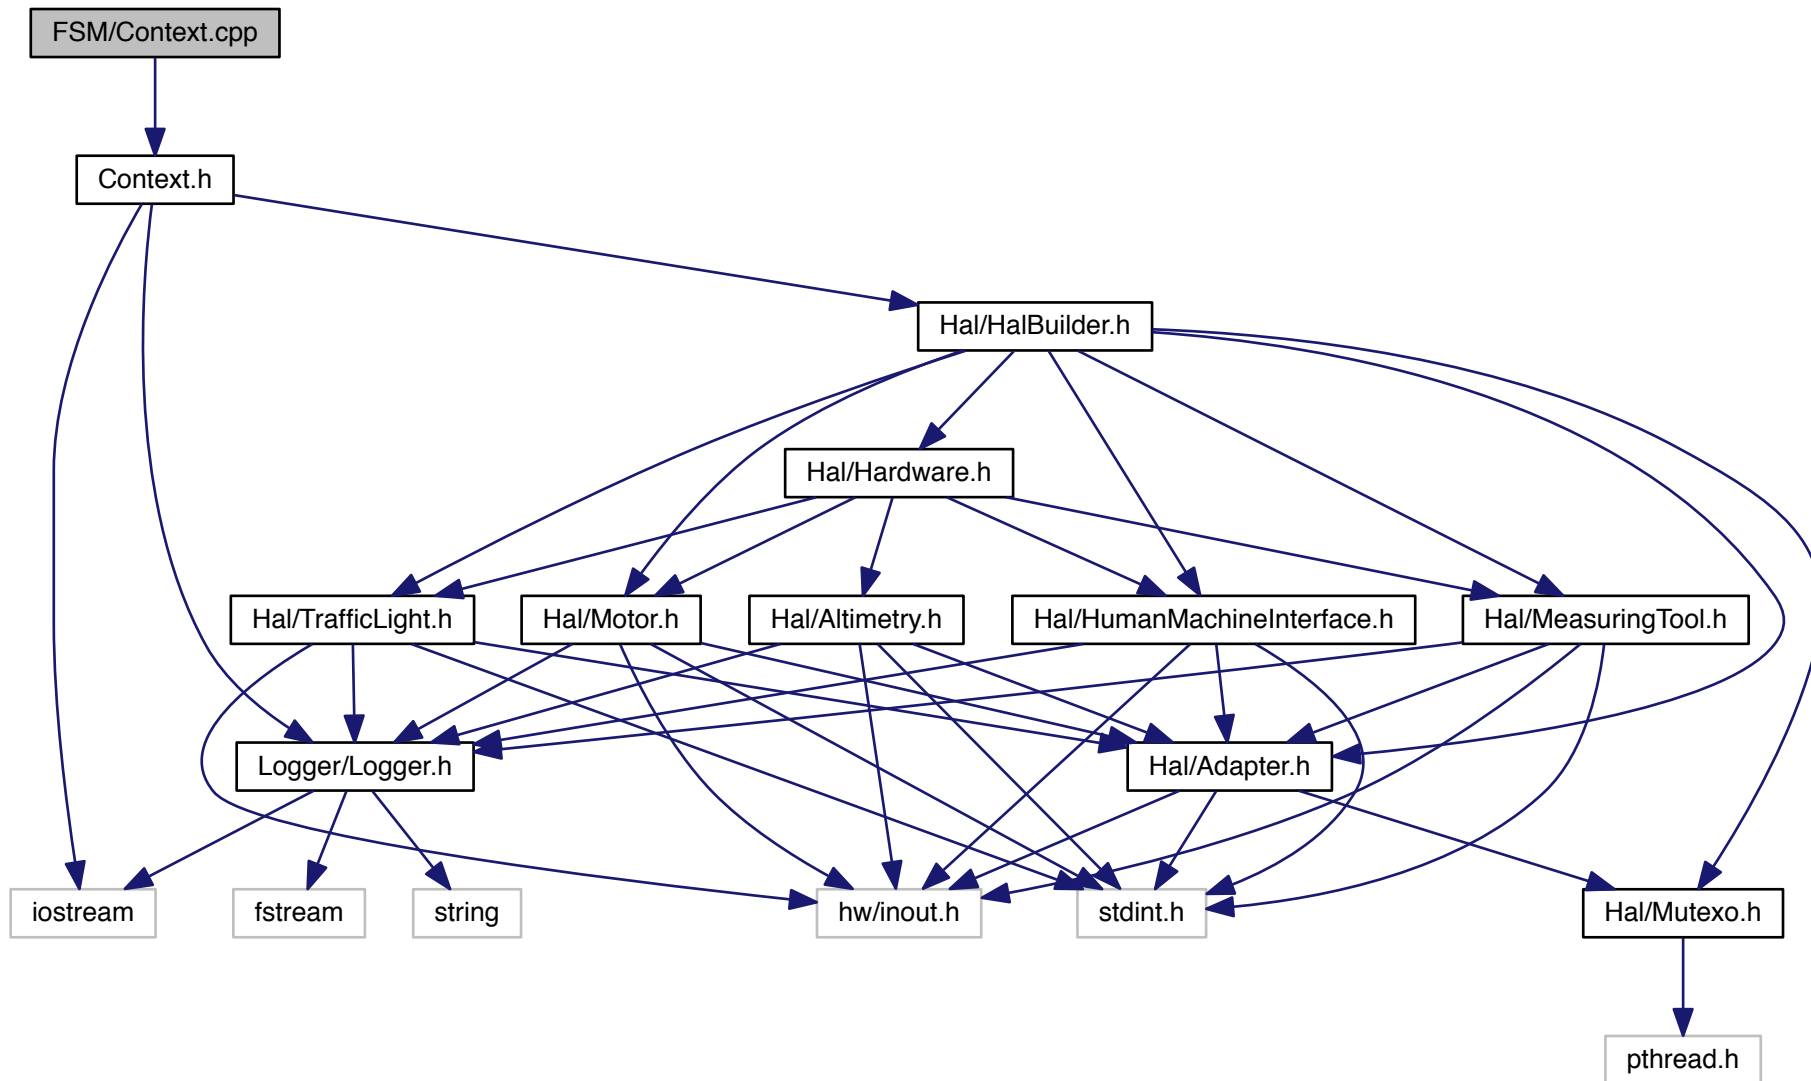 FSM/Context.cpp
Context.h
Hal/HalBuilder.h
Hal/Hardware.h
Hal/TrafficLight.h
Hal/Motor.h
Hal/Altimetry.h
Hal/HumanMachineInterface.h
Hal/MeasuringTool.h
Logger/Logger.h
Hal/Adapter.h
iostream
fstream
string
hw/inout.h
stdint.h
Hal/Mutexo.h
pthread.h